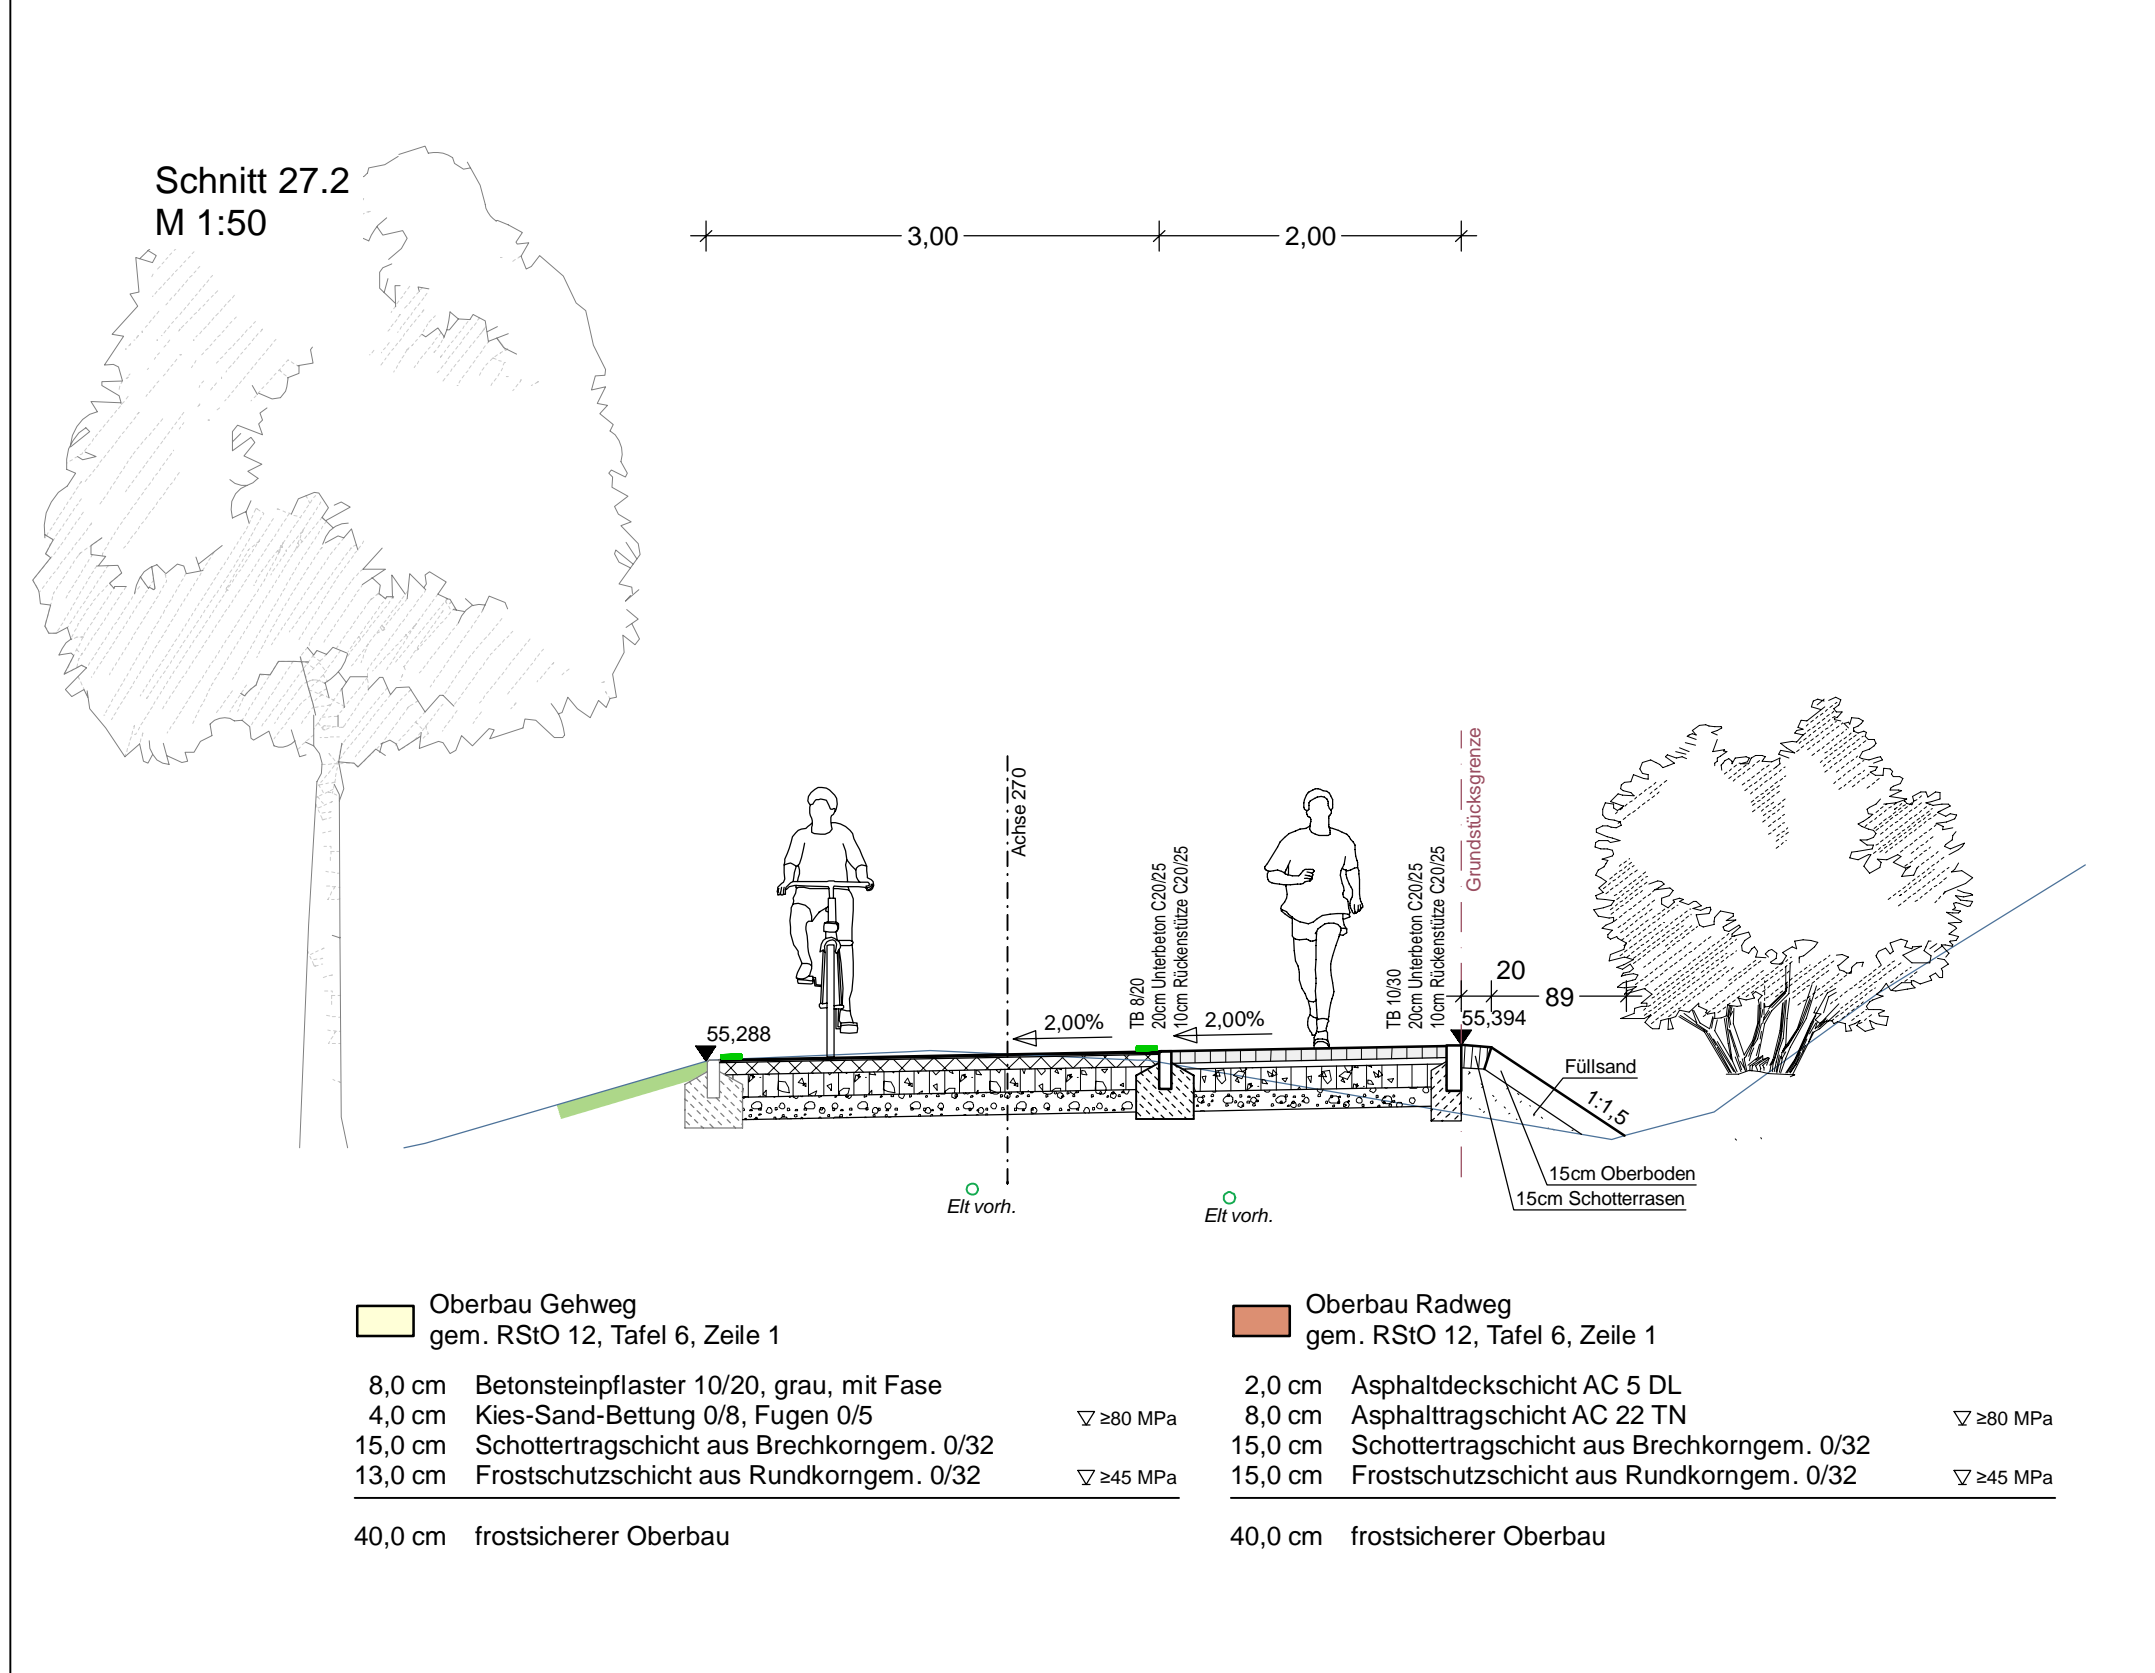 Schnitt 27.2
M 1:50
3,00
2,00
Achse 270
Grundstücksgrenze
TB 8/20
20cm Unterbeton C20/25
10cm Rückenstütze C20/25
TB 10/30
20cm Unterbeton C20/25
10cm Rückenstütze C20/25
20
89
55,288
2,00%
2,00%
55,394
Füllsand
1:1,5
15cm Oberboden
15cm Schotterrasen
Elt vorh.
Elt vorh.
Oberbau Gehweg
gem. RStO 12, Tafel 6, Zeile 1
8,0 cm Betonsteinpflaster 10/20, grau, mit Fase
4,0 cm Kies-Sand-Bettung 0/8, Fugen 0/5 ≥80 MPa
15,0 cm Schottertragschicht aus Brechkorngem. 0/32
13,0 cm Frostschutzschicht aus Rundkorngem. 0/32 ≥45 MPa
40,0 cm frostsicherer Oberbau
Oberbau Radweg
gem. RStO 12, Tafel 6, Zeile 1
2,0 cm Asphaltdeckschicht AC 5 DL
8,0 cm Asphalttragschicht AC 22 TN ≥80 MPa
15,0 cm Schottertragschicht aus Brechkorngem. 0/32
15,0 cm Frostschutzschicht aus Rundkorngem. 0/32 ≥45 MPa
40,0 cm frostsicherer Oberbau